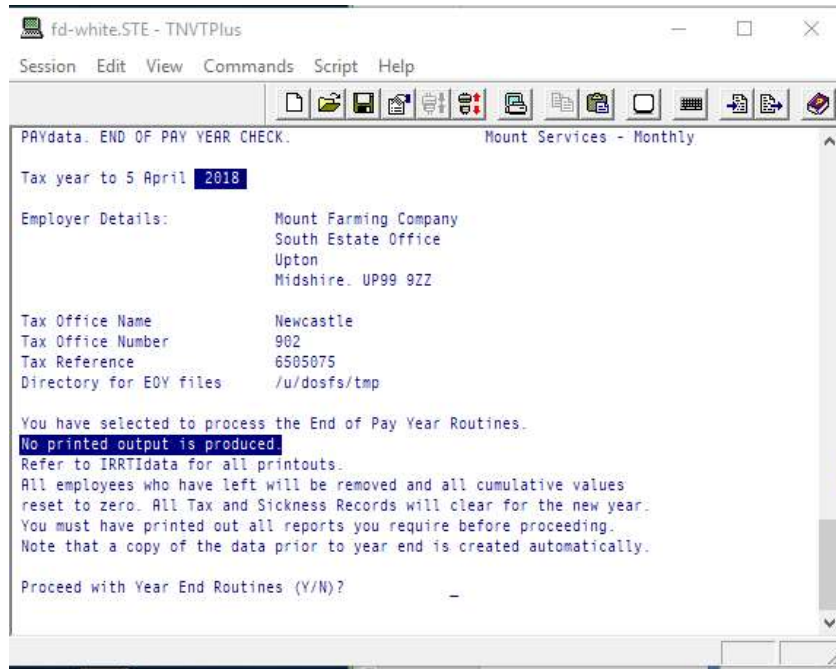 fd-white.STE - TNVTPlus
Session Edit View Commands Script Help
PAYdata. END OF PAY YEAR CHECK. Mount Services - Monthly
Tax year to 5 April 2018
Employer Details: Mount Farming Company
South Estate Office
Upton
Midshire. UP99 9ZZ
Tax Office Name Newcastle
Tax Office Number 902
Tax Reference 6505075
Directory for EOY files /u/dosfs/tmp
You have selected to process the End of Pay Year Routines.
No printed output is produced.
Refer to IRRTIdata for all printouts.
All employees who have left will be removed and all cumulative values
reset to zero. All Tax and Sickness Records will clear for the new year.
You must have printed out all reports you require before proceeding.
Note that a copy of the data prior to year end is created automatically.
Proceed with Year End Routines (Y/N)? _